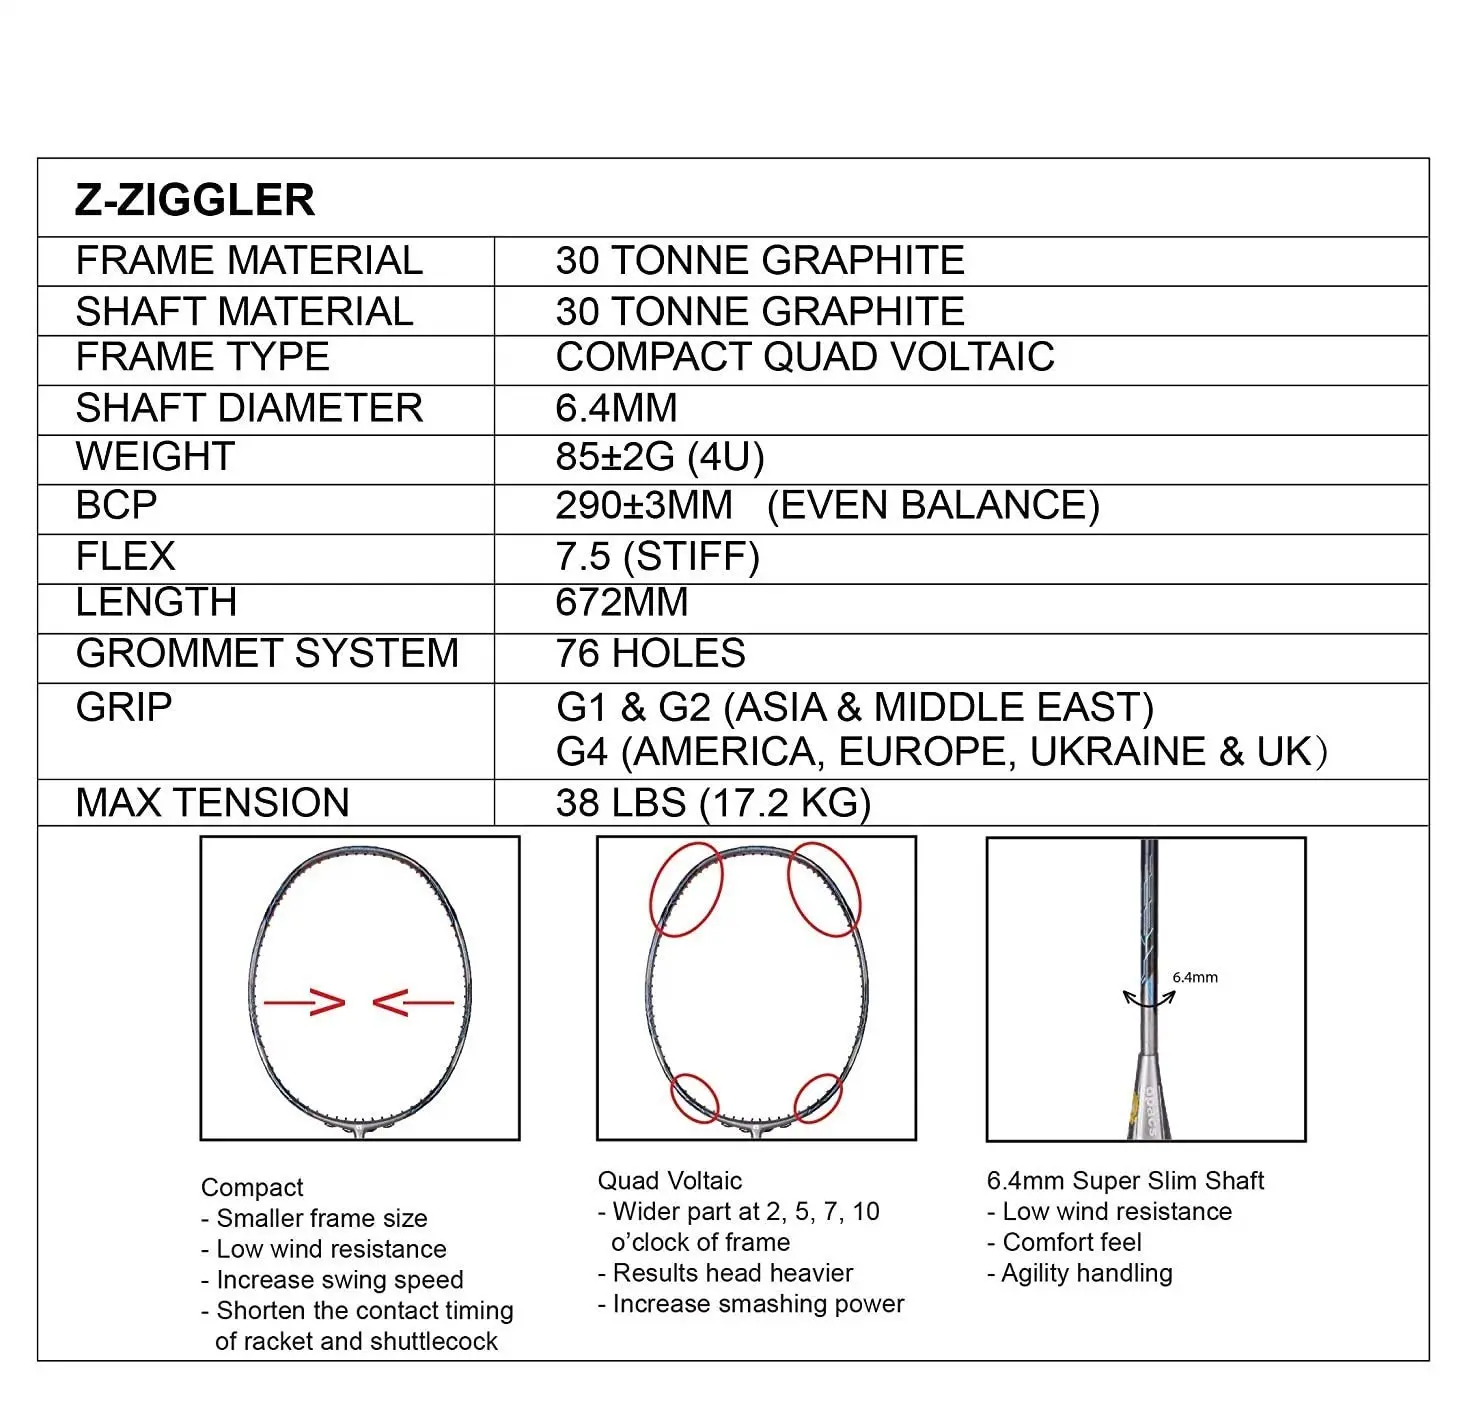 Z-ZIGGLER
FRAME MATERIAL 30 TONNE GRAPHITE
SHAFT MATERIAL 30 TONNE GRAPHITE
FRAME TYPE COMPACT QUAD VOLTAIC
SHAFT DIAMETER 6.4MM
WEIGHT 85±2G (4U)
BCP 290±3MM (EVEN BALANCE)
FLEX 7.5 (STIFF)
LENGTH 672MM
GROMMET SYSTEM 76 HOLES
GRIP G1 & G2 (ASIA & MIDDLE EAST)
G4 (AMERICA, EUROPE, UKRAINE & UK）
MAX TENSION 38 LBS (17.2 KG)
6.4mm
apacs
Compact
- Smaller frame size
- Low wind resistance
- Increase swing speed
- Shorten the contact timing
of racket and shuttlecock
Quad Voltaic
- Wider part at 2, 5, 7, 10
o’clock of frame
- Results head heavier
- Increase smashing power
6.4mm Super Slim Shaft
- Low wind resistance
- Comfort feel
- Agility handling